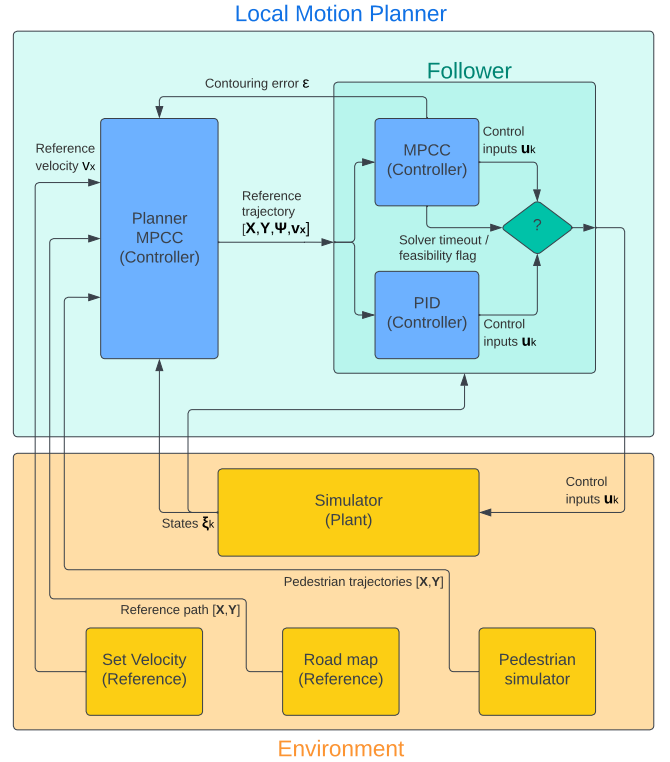 Local Motion Planner
Follower
Contouring error ε
Reference
velocity vx
Planner
MPCC
(Controller)
Reference
trajectory
[X,Y,Ψ,vx]
MPCC
(Controller)
Control
inputs uk
?
Solver timeout /
feasibility flag
PID
(Controller)
Control
inputs uk
Simulator
(Plant)
Control
inputs uk
States ξk
Pedestrian trajectories [X,Y]
Reference path [X,Y]
Set Velocity
(Reference)
Road map
(Reference)
Pedestrian
simulator
Environment